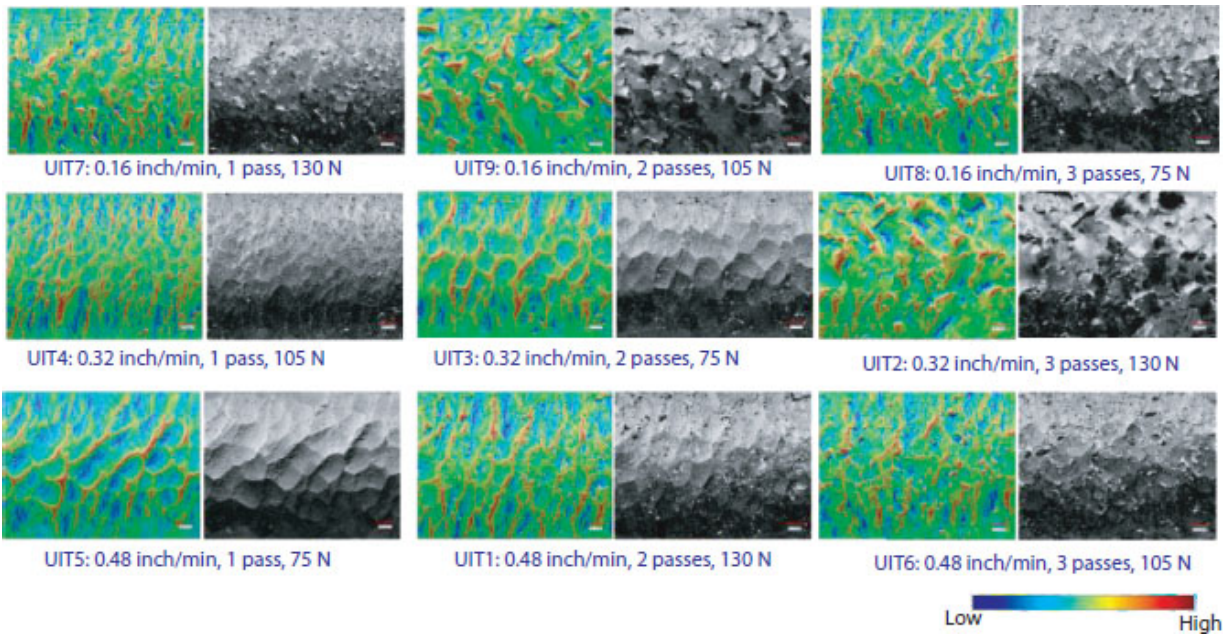 UIT7: 0.16 inch/min, 1 pass, 130 N
UIT9: 0.16 inch/min, 2 passes, 105 N
UIT8: 0.16 inch/min, 3 passes, 75 N
UIT4: 0.32 inch/min, 1 pass, 105 N
UIT3: 0.32 inch/min, 2 passes, 75 N
UIT2: 0.32 inch/min, 3 passes, 130 N
UIT5: 0.48 inch/min, 1 pass, 75 N
UIT1: 0.48 inch/min, 2 passes, 130 N
UIT6: 0.48 inch/min, 3 passes, 105 N
Low
High